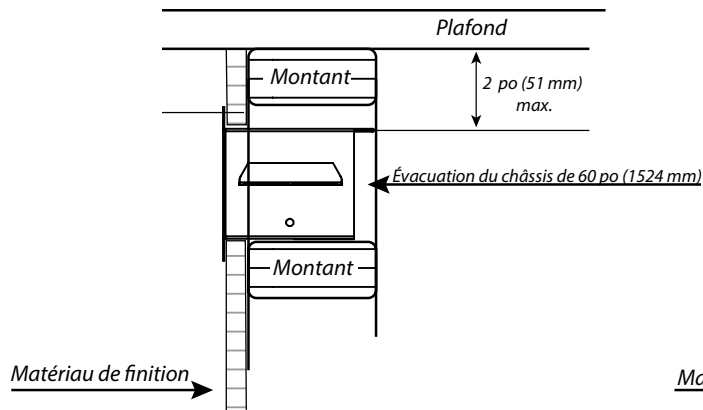 Plafond
Montant
2 po (51 mm)
max.
Évacuation du châssis de 60 po (1524 mm)
Montant
Matériau de finition
Ma